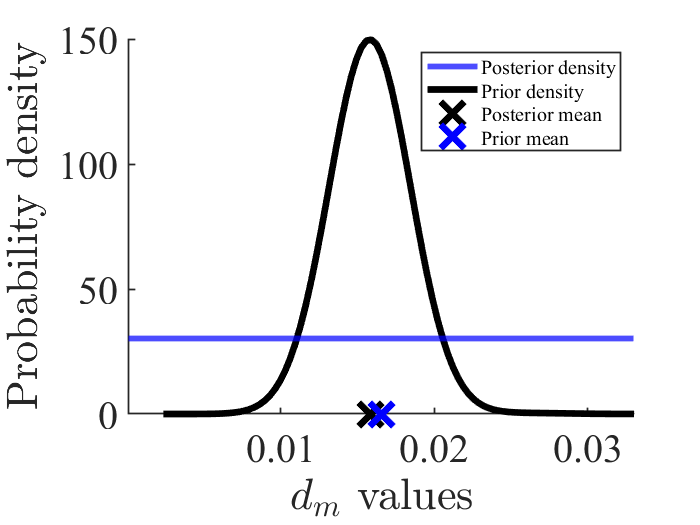 150
100
50
0
Probability density
Posterior density
Prior density
Posterior mean
Prior mean
0.01 0.02 0.03
d_m values